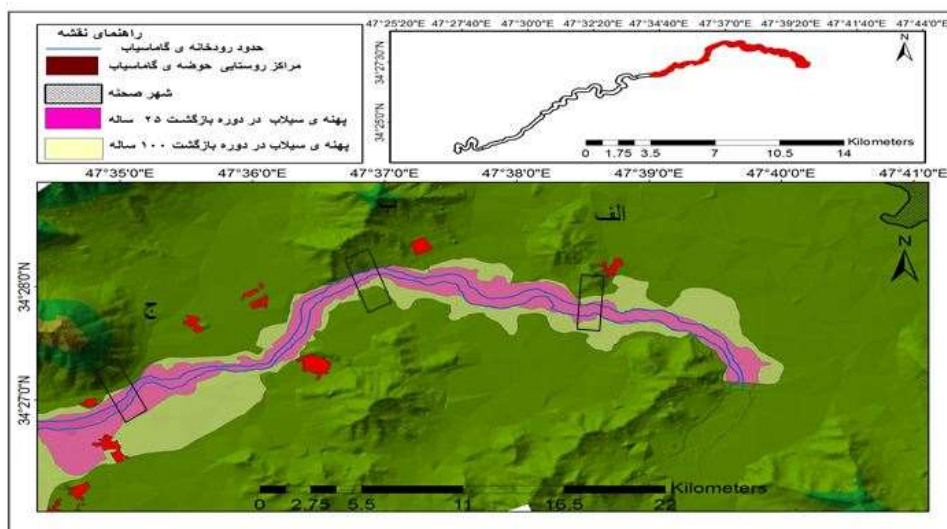 راهنمای نقشه
حدود رودخانه ی گاماسیاب
مراکز روستایی حوضه ی گاماسیاب
شهر صحنه
پهنه ی سیلاب در دوره بازگشت ۲۵ ساله
پهنه ی سیلاب در دوره بازگشت ۱۰۰ ساله
47°25'20"E 47°27'40"E 47°30'0"E 47°32'20"E 47°34'40"E 47°37'0"E 47°39'20"E 47°41'40"E 47°44'0"E
34°27'30"N
34°25'0"N
N
Kilometers
0 1.75 3.5 7 10.5 14
47°35'0"E 47°36'0"E 47°37'0"E 47°38'0"E 47°39'0"E 47°40'0"E 47°41'0"E
34°28'0"N
34°27'0"N
الف
ب
ج
N
Kilometers
0 2.75 5.5 11 16.5 22